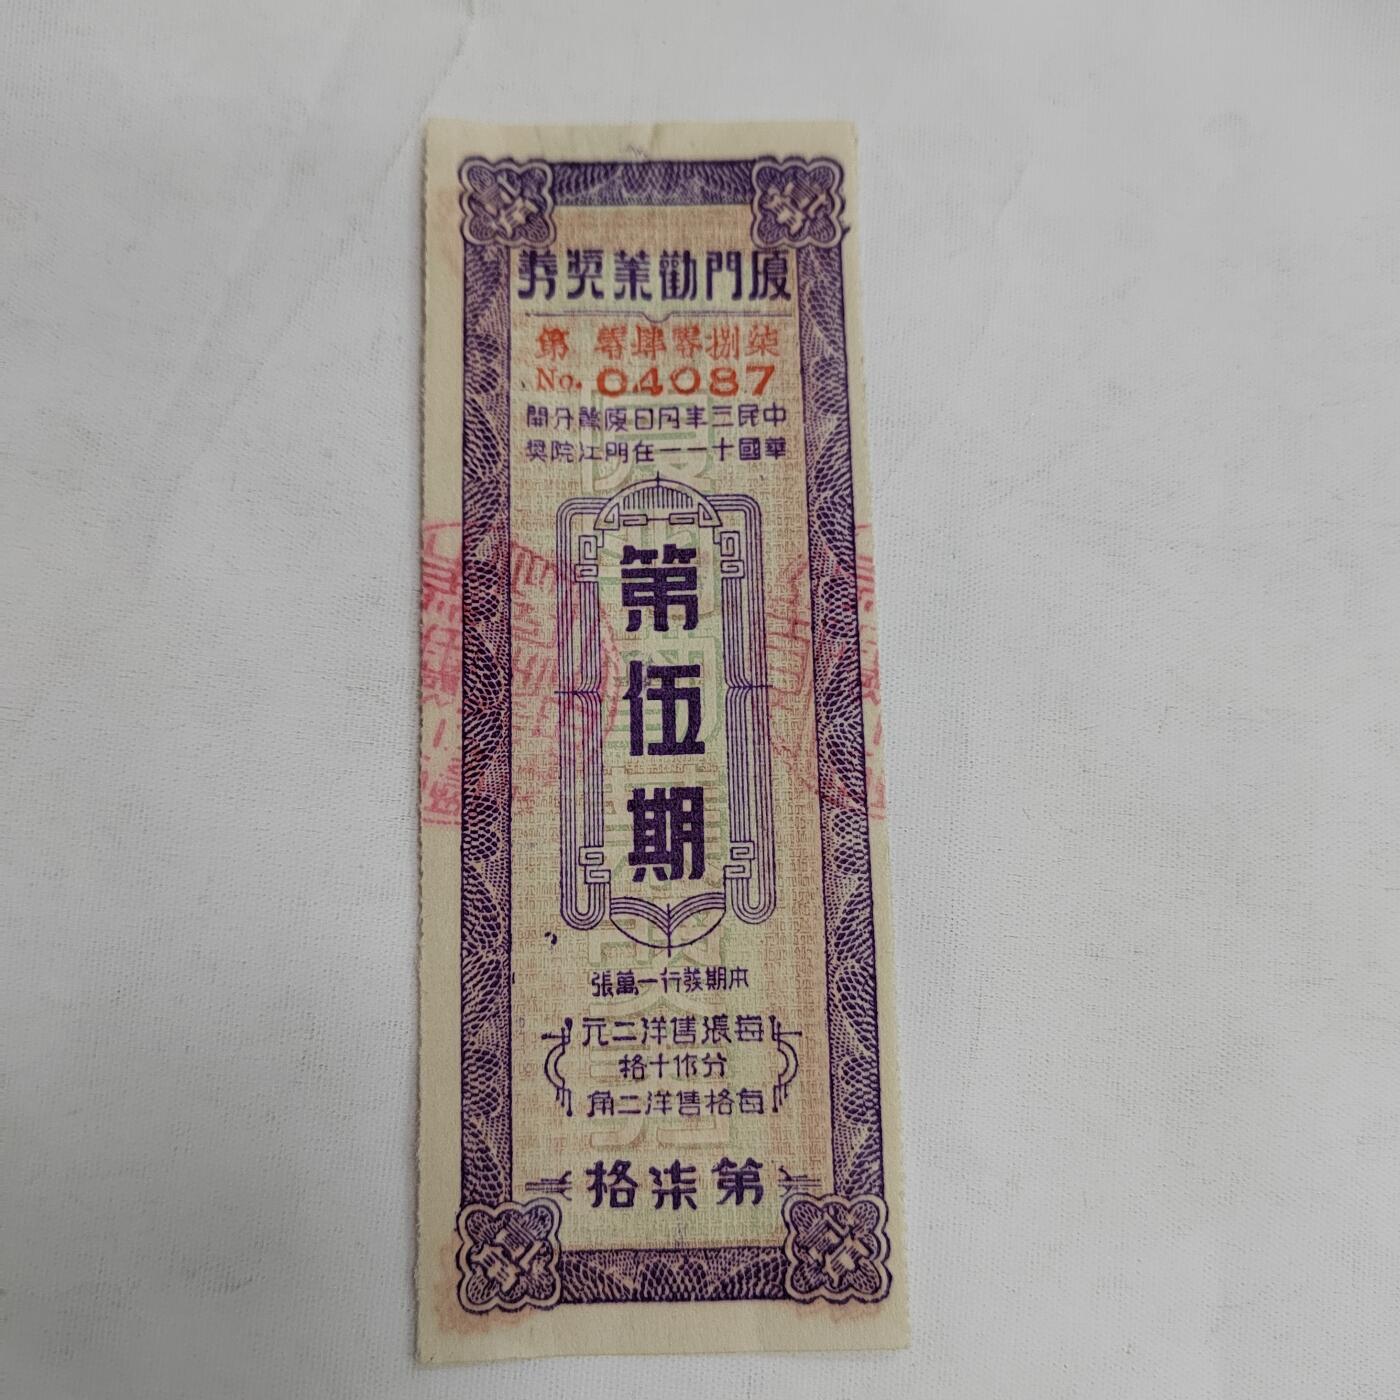 廈門勸業獎券
第 零肆零捌柒
No. 04087
中華民國三十年一月一日在廈門鷺江分院開獎
第伍期
本期發行一萬張
每張售洋二元
分作十格
每格售洋二角
第柒格